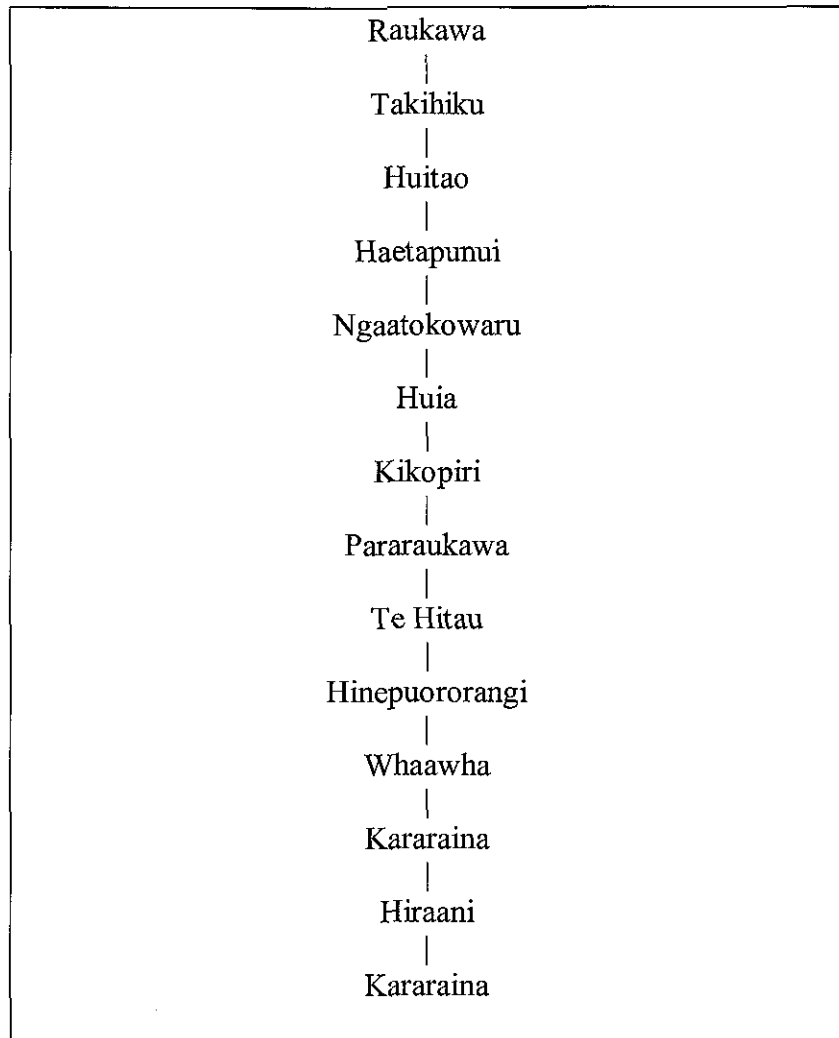 Raukawa
Takihiku
Huitao
Haetapunui
Ngaatokowaru
Huia
Kikopiri
Pararaukawa
Te Hitau
Hinepuororangi
Whaawha
Kararaina
Hiraani
Kararaina